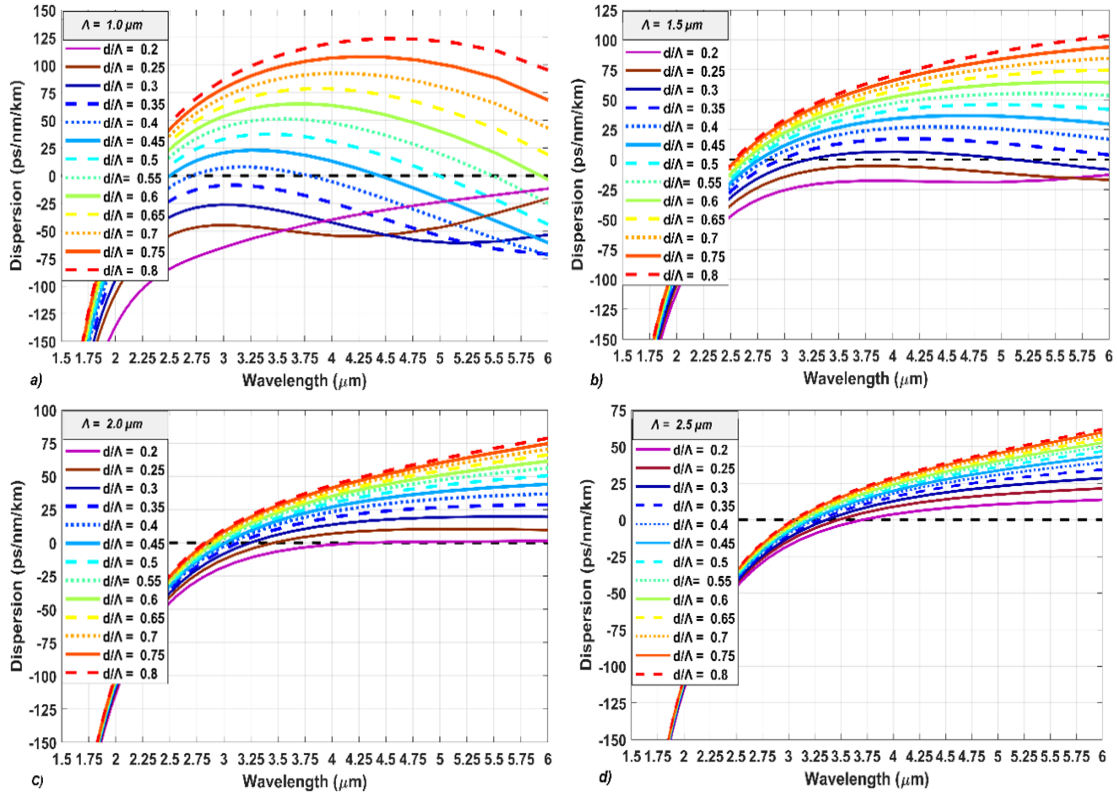 Λ = 1.0 μm
d/Λ = 0.2
d/Λ = 0.25
d/Λ = 0.3
d/Λ = 0.35
d/Λ = 0.4
d/Λ = 0.45
d/Λ = 0.5
d/Λ= 0.55
d/Λ = 0.6
d/Λ = 0.65
d/Λ = 0.7
d/Λ = 0.75
d/Λ = 0.8
Dispersion (ps/nm/km)
150
125
100
75
50
25
0
-25
-50
-75
-100
-125
-150
1.5 1.75 2 2.25 2.5 2.75 3 3.25 3.5 3.75 4 4.25 4.5 4.75 5 5.25 5.5 5.75 6
Wavelength (μm)
a)
Λ = 1.5 μm
d/Λ = 0.2
d/Λ = 0.25
d/Λ = 0.3
d/Λ = 0.35
d/Λ = 0.4
d/Λ = 0.45
d/Λ = 0.5
d/Λ= 0.55
d/Λ = 0.6
d/Λ = 0.65
d/Λ = 0.7
d/Λ = 0.75
d/Λ = 0.8
Dispersion (ps/nm/km)
125
100
75
50
25
0
-25
-50
-75
-100
-125
-150
1.5 1.75 2 2.25 2.5 2.75 3 3.25 3.5 3.75 4 4.25 4.5 4.75 5 5.25 5.5 5.75 6
Wavelength (μm)
b)
Λ = 2.0 μm
d/Λ = 0.2
d/Λ = 0.25
d/Λ = 0.3
d/Λ = 0.35
d/Λ = 0.4
d/Λ = 0.45
d/Λ = 0.5
d/Λ= 0.55
d/Λ = 0.6
d/Λ = 0.65
d/Λ = 0.7
d/Λ = 0.75
d/Λ = 0.8
Dispersion (ps/nm/km)
100
75
50
25
0
-25
-50
-75
-100
-125
-150
1.5 1.75 2 2.25 2.5 2.75 3 3.25 3.5 3.75 4 4.25 4.5 4.75 5 5.25 5.5 5.75 6
Wavelength (μm)
c)
Λ = 2.5 μm
d/Λ = 0.2
d/Λ = 0.25
d/Λ = 0.3
d/Λ = 0.35
d/Λ = 0.4
d/Λ = 0.45
d/Λ = 0.5
d/Λ= 0.55
d/Λ = 0.6
d/Λ = 0.65
d/Λ = 0.7
d/Λ = 0.75
d/Λ = 0.8
Dispersion (ps/nm/km)
75
50
25
0
-25
-50
-75
-100
-125
-150
1.5 1.75 2 2.25 2.5 2.75 3 3.25 3.5 3.75 4 4.25 4.5 4.75 5 5.25 5.5 5.75 6
Wavelength (μm)
d)